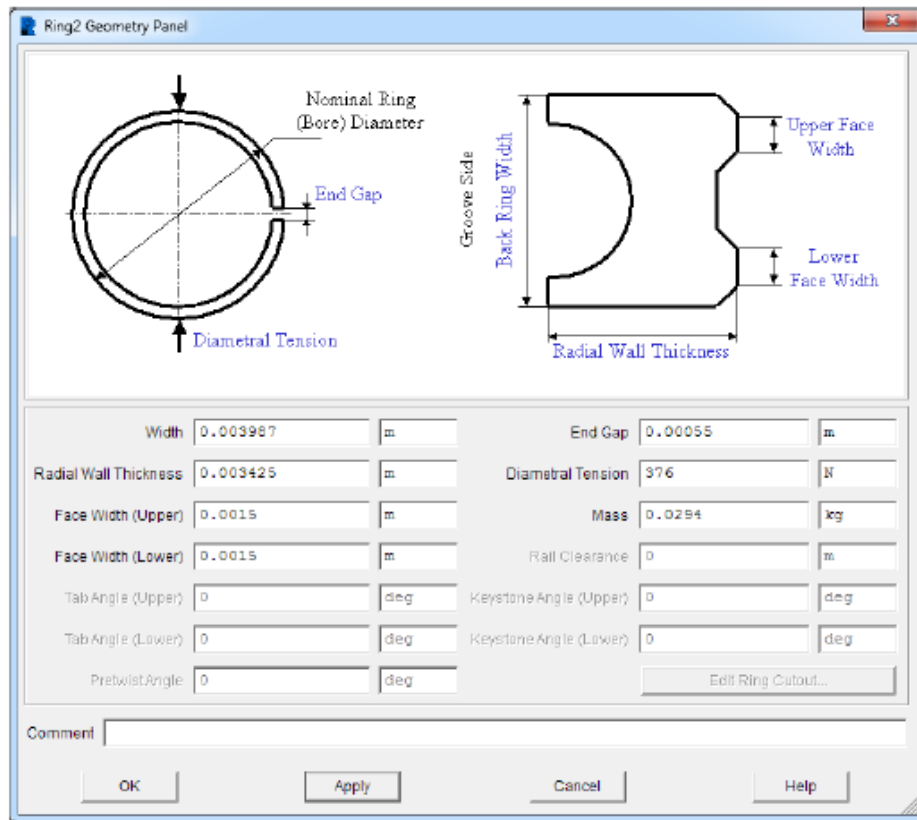 Ring2 Geometry Panel
Nominal Ring
(Bore) Diameter
End Gap
Diametral Tension
Groove Side
Back Ring Width
Upper Face
Width
Lower
Face Width
Radial Wall Thickness
Width 0.003987 m End Gap 0.00055 m
Radial Wall Thickness 0.003425 m Diametral Tension 376 N
Face Width (Upper) 0.0015 m Mass 0.0294 kg
Face Width (Lower) 0.0015 m Rail Clearance 0 m
Tab Angle (Upper) 0 deg Keystone Angle (Upper) 0 deg
Tab Angle (Lower) 0 deg Keystone Angle (Lower) 0 deg
Pretwist Angle 0 deg Edit Ring Cutout...
Comment
OK Apply Cancel Help